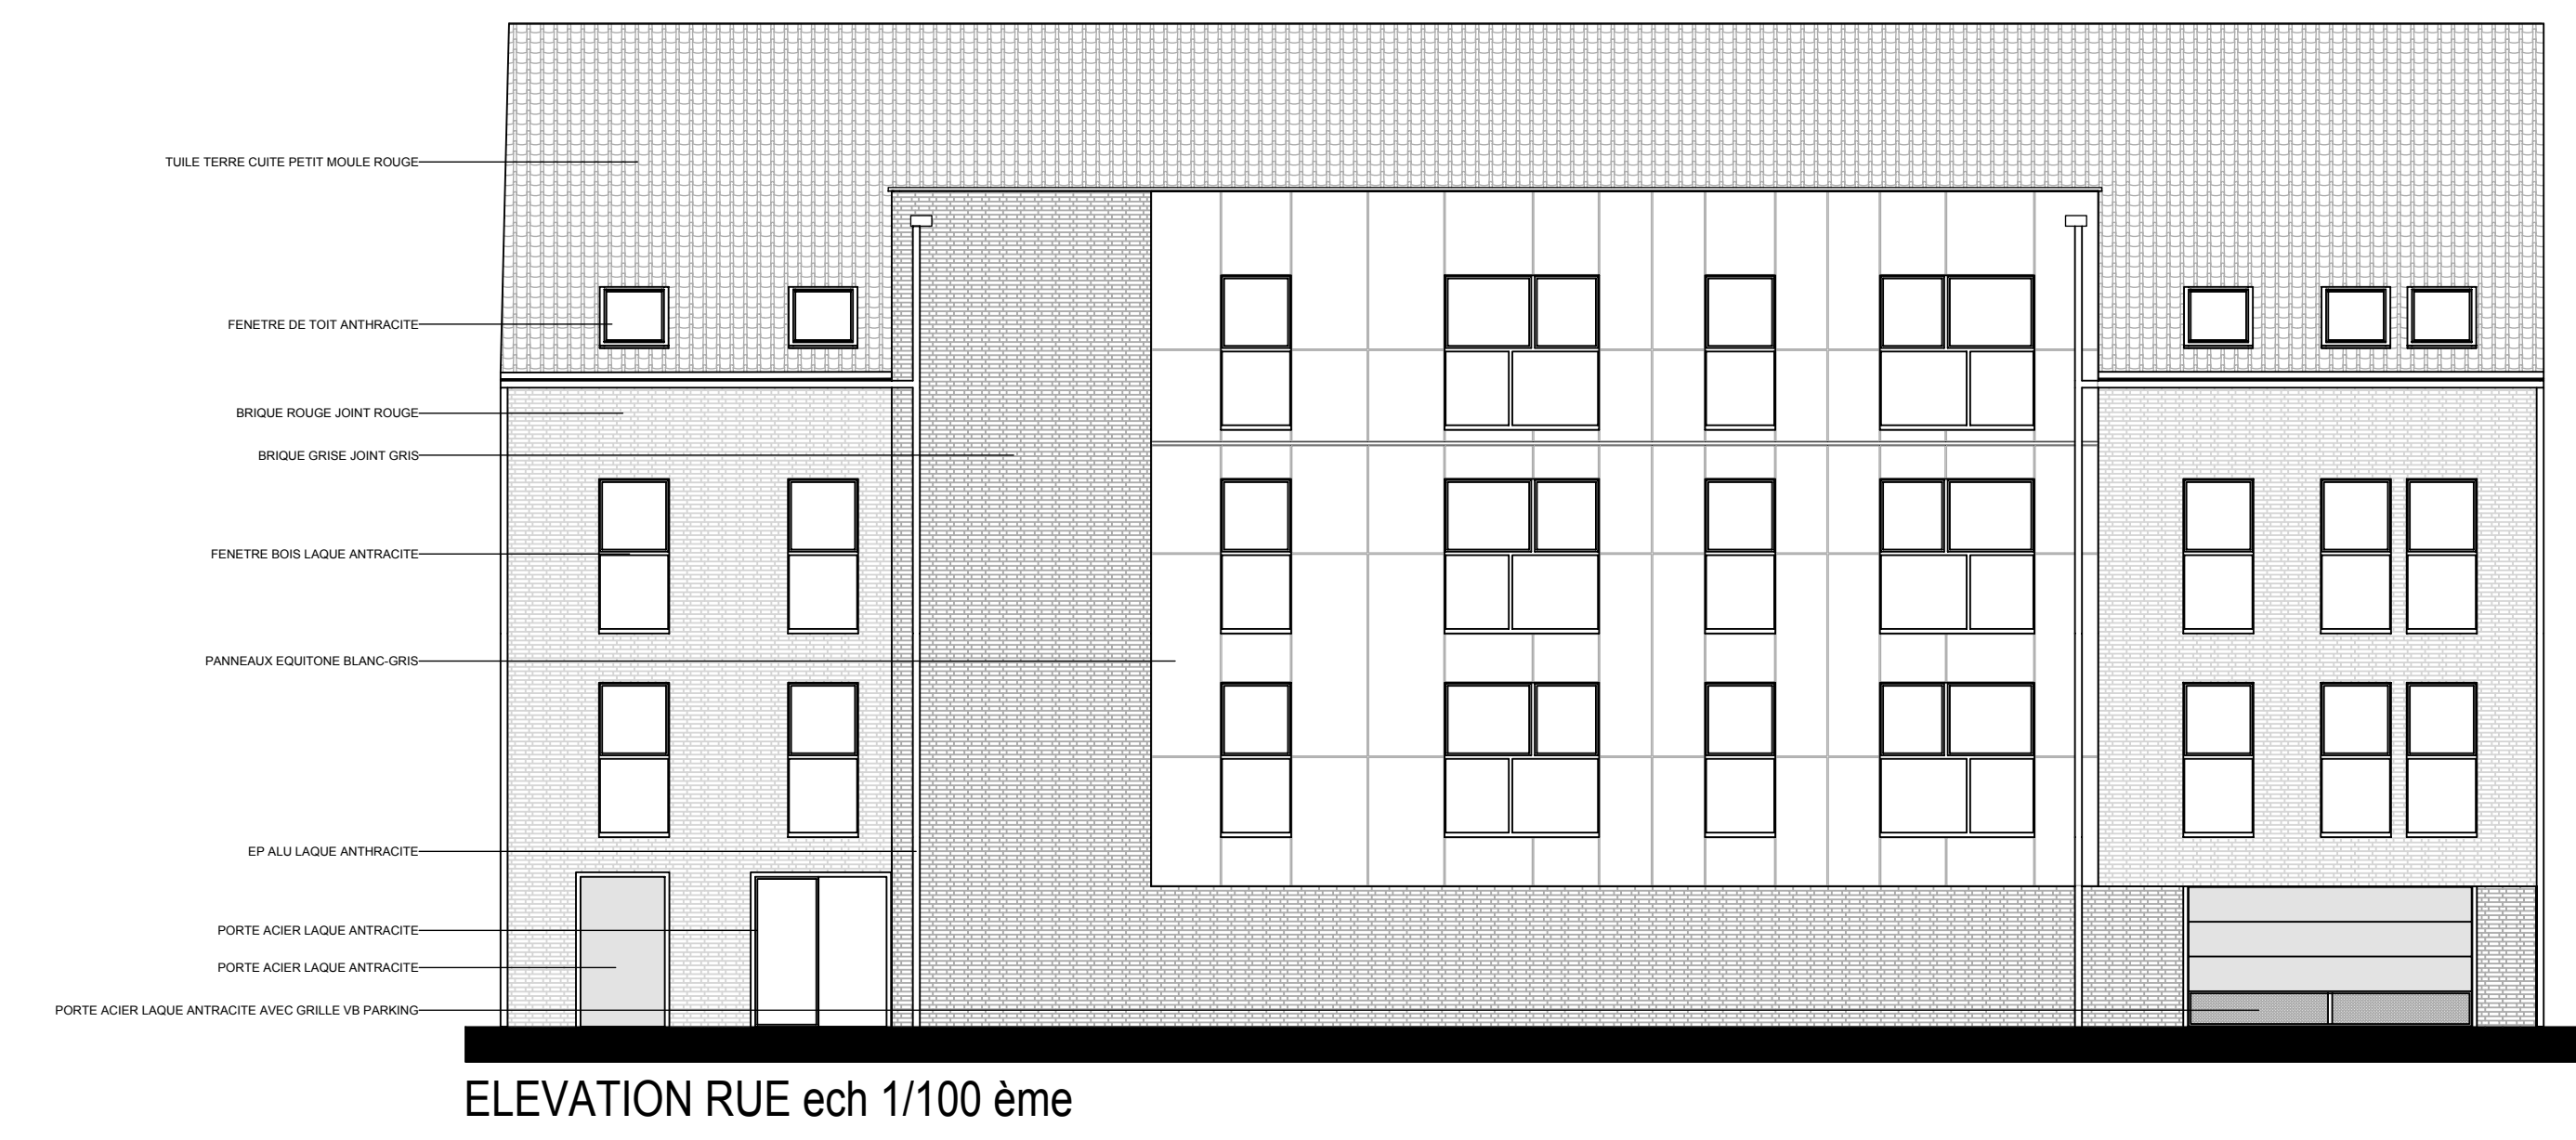 TUILE TERRE CUITE PETIT MOULE ROUGE
FENETRE DE TOIT ANTHRACITE
BRIQUE ROUGE JOINT ROUGE
BRIQUE GRISE JOINT GRIS
FENETRE BOIS LAQUE ANTRACITE
PANNEAUX EQUITONE BLANC-GRIS
EP ALU LAQUE ANTHRACITE
PORTE ACIER LAQUE ANTRACITE
PORTE ACIER LAQUE ANTRACITE
PORTE ACIER LAQUE ANTRACITE AVEC GRILLE VB PARKING
ELEVATION RUE ech 1/100 ème